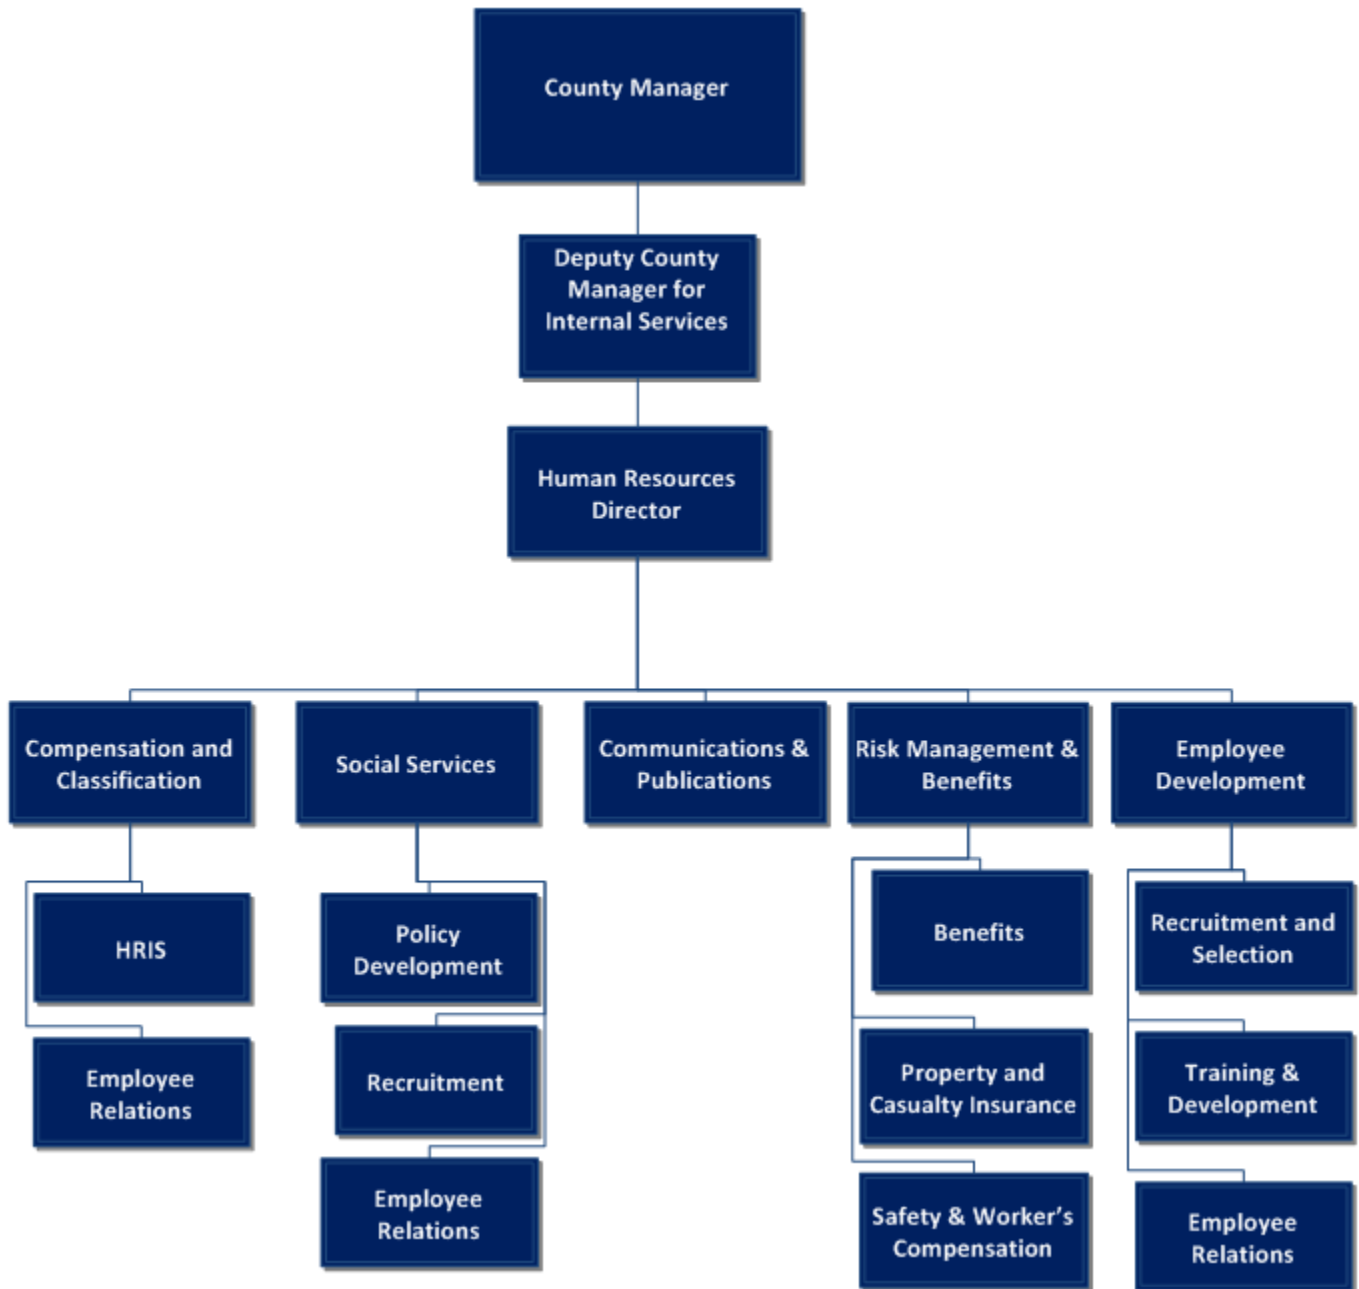 County Manager
Deputy County
Manager for
Internal Services
Human Resources
Director
Compensation and
Classification
Social Services
Communications &
Publications
Risk Management &
Benefits
Employee
Development
HRIS
Employee
Relations
Policy
Development
Recruitment
Employee
Relations
Benefits
Property and
Casualty Insurance
Safety & Worker’s
Compensation
Recruitment and
Selection
Training &
Development
Employee
Relations